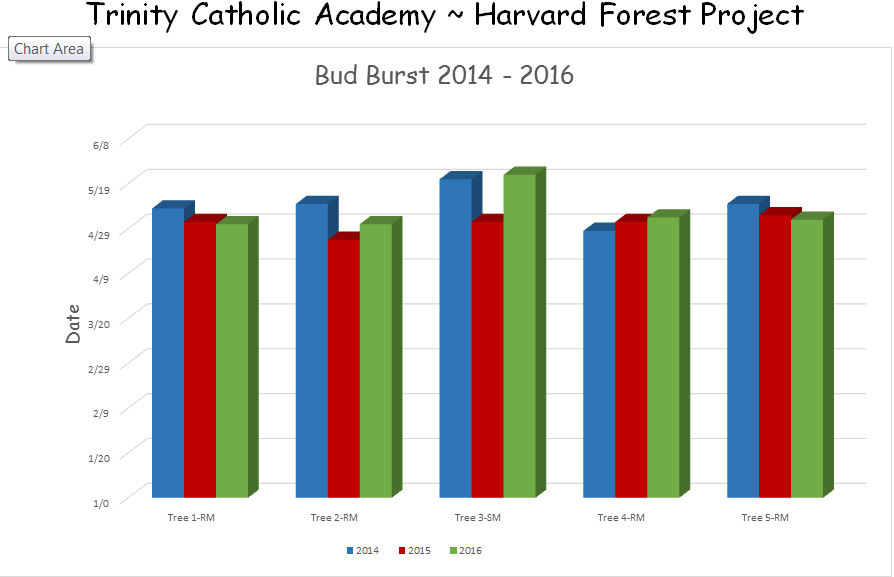 Trinity Catholic Academy ~ Harvard Forest Project
Chart Area
Bud Burst 2014 - 2016
6/8
5/19
4/29
4/9
3/20
2/29
2/9
1/20
1/0
Date
Tree 1-RM Tree 2-RM Tree 3-SM Tree 4-RM Tree 5-RM
2014 2015 2016